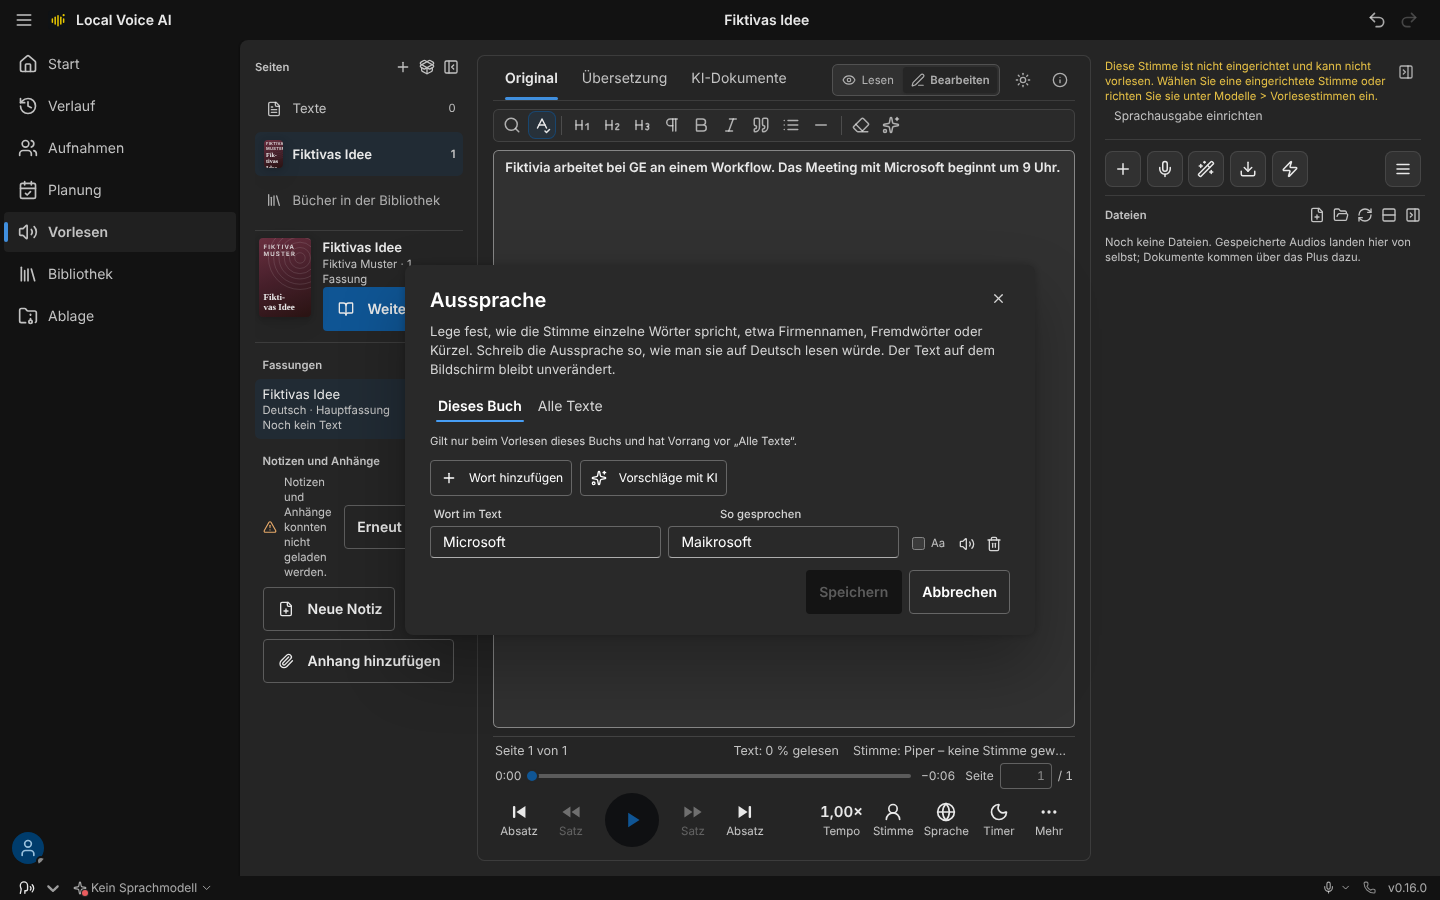 Local Voice AI
Fiktivas Idee
Start
Verlauf
Aufnahmen
Planung
Vorlesen
Bibliothek
Ablage
Seiten
Texte 0
FIKTIVA
MUSTER
Fik-
tivas
Idee
Fiktivas Idee 1
Bücher in der Bibliothek
FIKTIVA
MUSTER
Fikti-
vas Idee
Fiktivas Idee
Fiktiva Muster · 1
Fassung
Weite
Fassungen
Fiktivas Idee
Deutsch · Hauptfassung
Noch kein Text
Notizen und Anhänge
Notizen
und
Anhänge
konnten
nicht
geladen
werden.
Erneut
Neue Notiz
Anhang hinzufügen
Original Übersetzung KI-Dokumente
Lesen Bearbeiten
H1 H2 H3
Fiktivia arbeitet bei GE an einem Workflow. Das Meeting mit Microsoft beginnt um 9 Uhr.
Aussprache
Lege fest, wie die Stimme einzelne Wörter spricht, etwa Firmennamen, Fremdwörter oder
Kürzel. Schreib die Aussprache so, wie man sie auf Deutsch lesen würde. Der Text auf dem
Bildschirm bleibt unverändert.
Dieses Buch Alle Texte
Gilt nur beim Vorlesen dieses Buchs und hat Vorrang vor „Alle Texte“.
Wort hinzufügen Vorschläge mit KI
Wort im Text So gesprochen
Microsoft Maikrosoft Aa
Speichern Abbrechen
Seite 1 von 1 Text: 0 % gelesen Stimme: Piper – keine Stimme gew...
0:00 −0:06 Seite 1 / 1
Absatz Satz Satz Absatz
1,00×
Tempo Stimme Sprache Timer Mehr
Diese Stimme ist nicht eingerichtet und kann nicht
vorlesen. Wählen Sie eine eingerichtete Stimme oder
richten Sie sie unter Modelle > Vorlesestimmen ein.
Sprachausgabe einrichten
Dateien
Noch keine Dateien. Gespeicherte Audios landen hier von
selbst; Dokumente kommen über das Plus dazu.
Kein Sprachmodell
v0.16.0